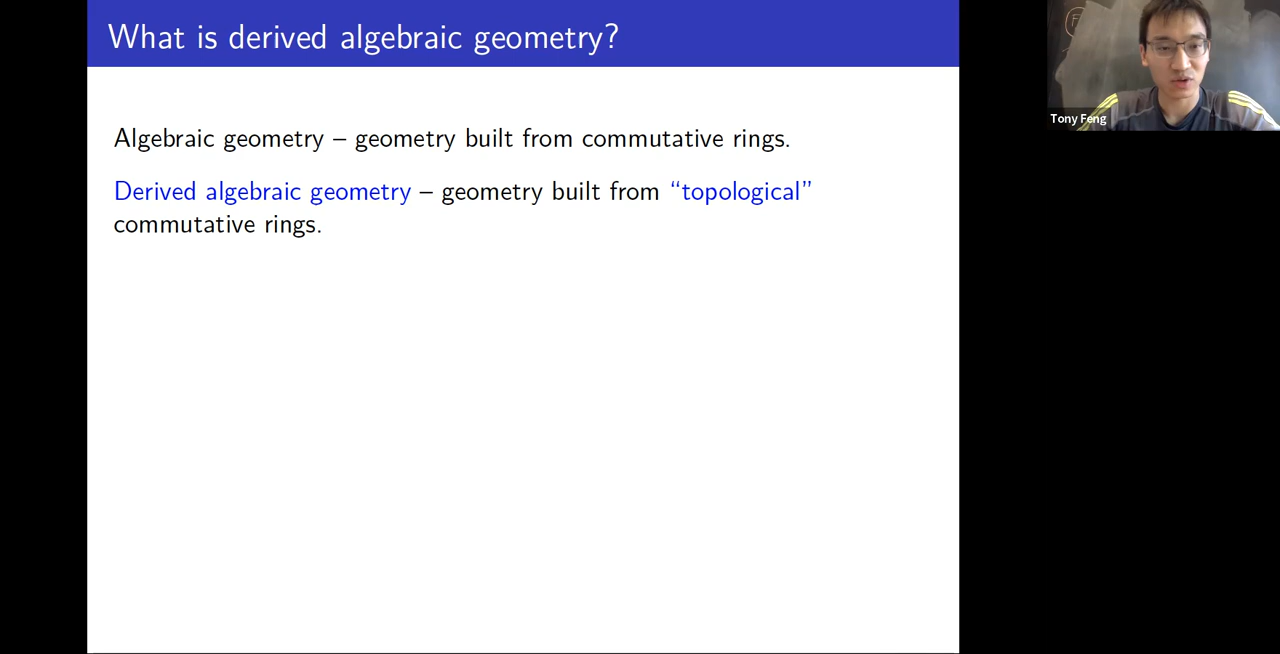 What is derived algebraic geometry?
Algebraic geometry – geometry built from commutative rings.
Derived algebraic geometry – geometry built from “topological”
commutative rings.
Tony Feng